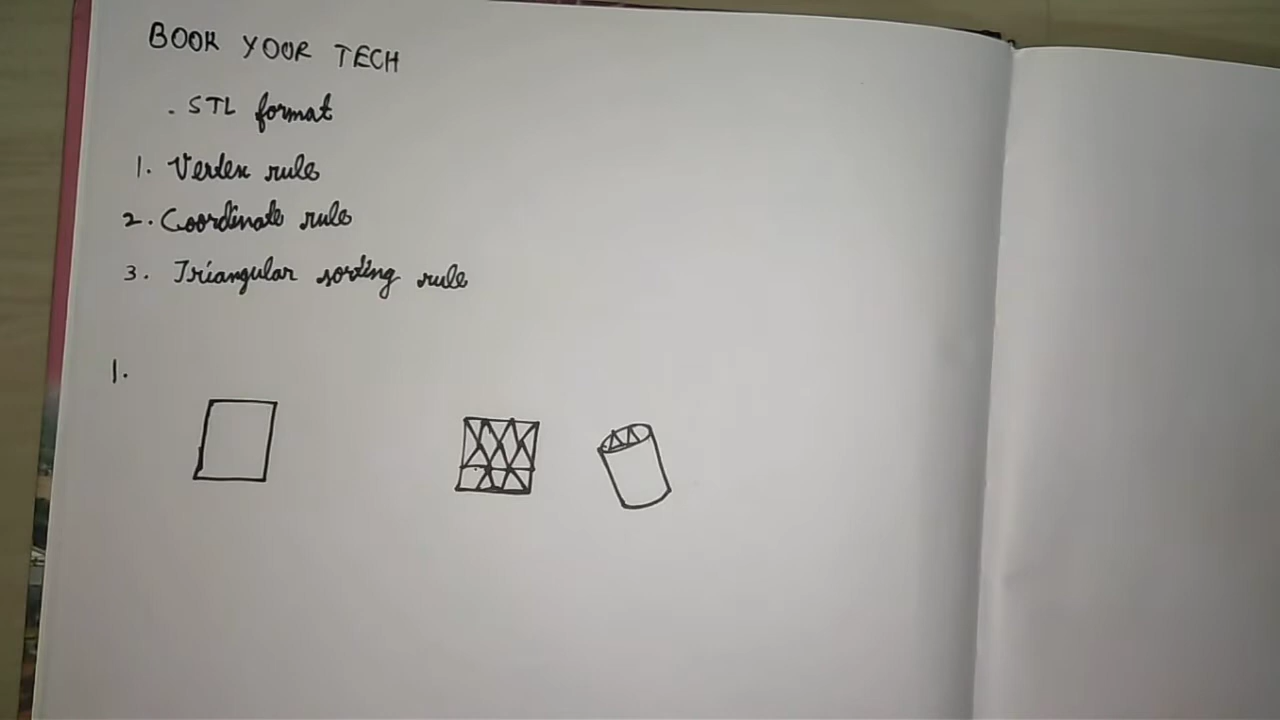 BOOK YOUR TECH
. STL format
1. Vertex rule
2. Coordinate rule
3. Triangular sorting rule
1.